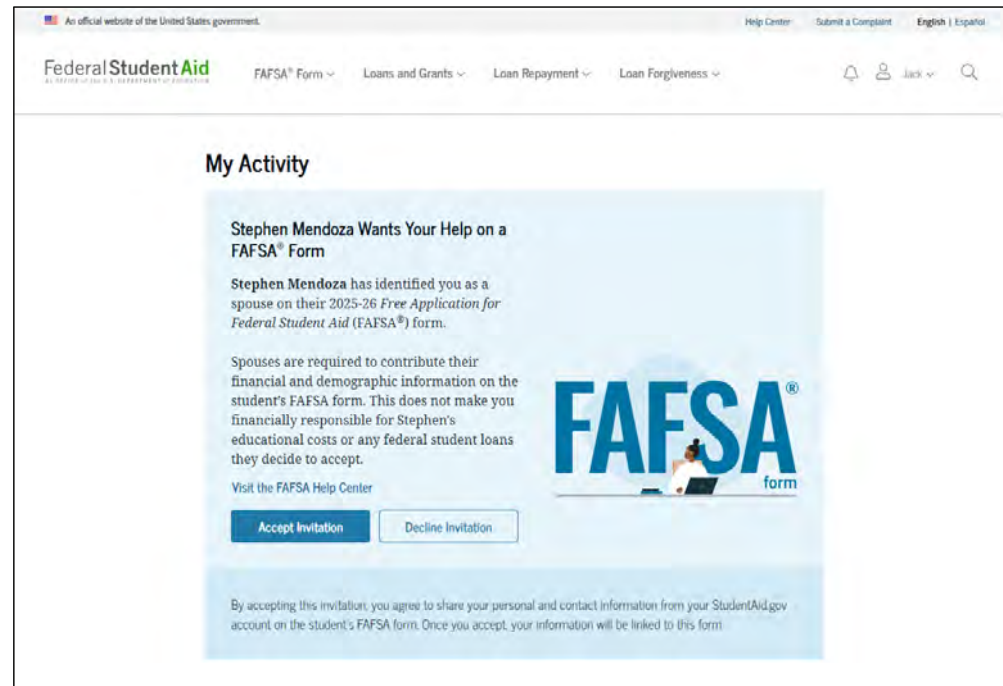 An official website of the United States government.
Help Center Submit a Complaint English | Español
Federal Student Aid
AN OFFICE OF THE U.S. DEPARTMENT OF EDUCATION
FAFSA® Form Loans and Grants Loan Repayment Loan Forgiveness Jack
My Activity
Stephen Mendoza Wants Your Help on a
FAFSA® Form
Stephen Mendoza has identified you as a
spouse on their 2025-26 Free Application for
Federal Student Aid (FAFSA®) form.
Spouses are required to contribute their
financial and demographic information on the
student's FAFSA form. This does not make you
financially responsible for Stephen's
educational costs or any federal student loans
they decide to accept.
Visit the FAFSA Help Center
Accept Invitation Decline Invitation
FAFSA®
form
By accepting this invitation, you agree to share your personal and contact information from your StudentAid.gov
account on the student's FAFSA form. Once you accept, your information will be linked to this form